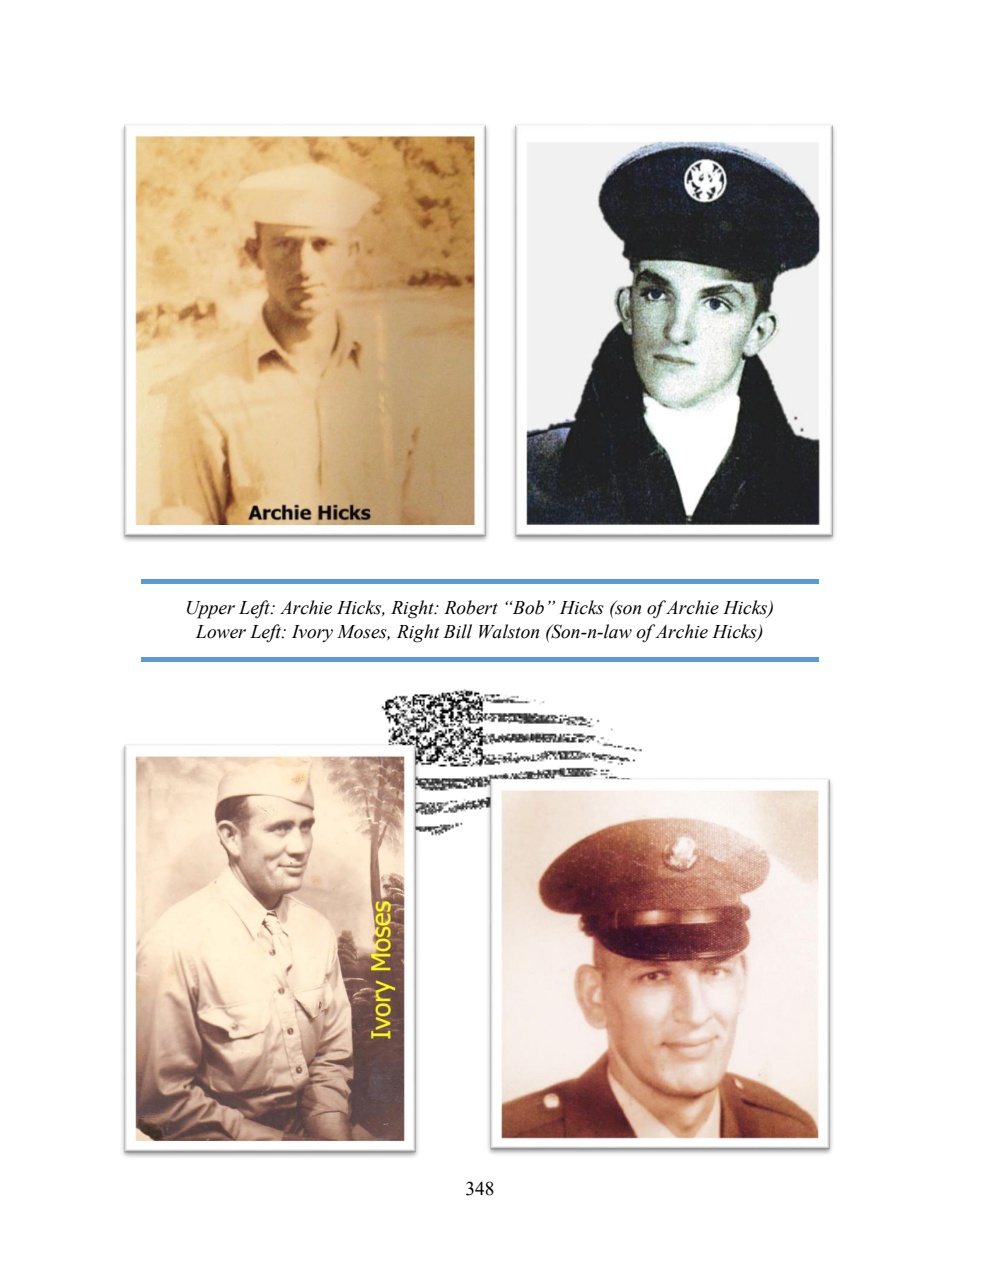 Archie Hicks
Upper Left: Archie Hicks, Right: Robert “Bob” Hicks (son of Archie Hicks)
Lower Left: Ivory Moses, Right Bill Walston (Son-n-law of Archie Hicks)
Ivory Moses
348